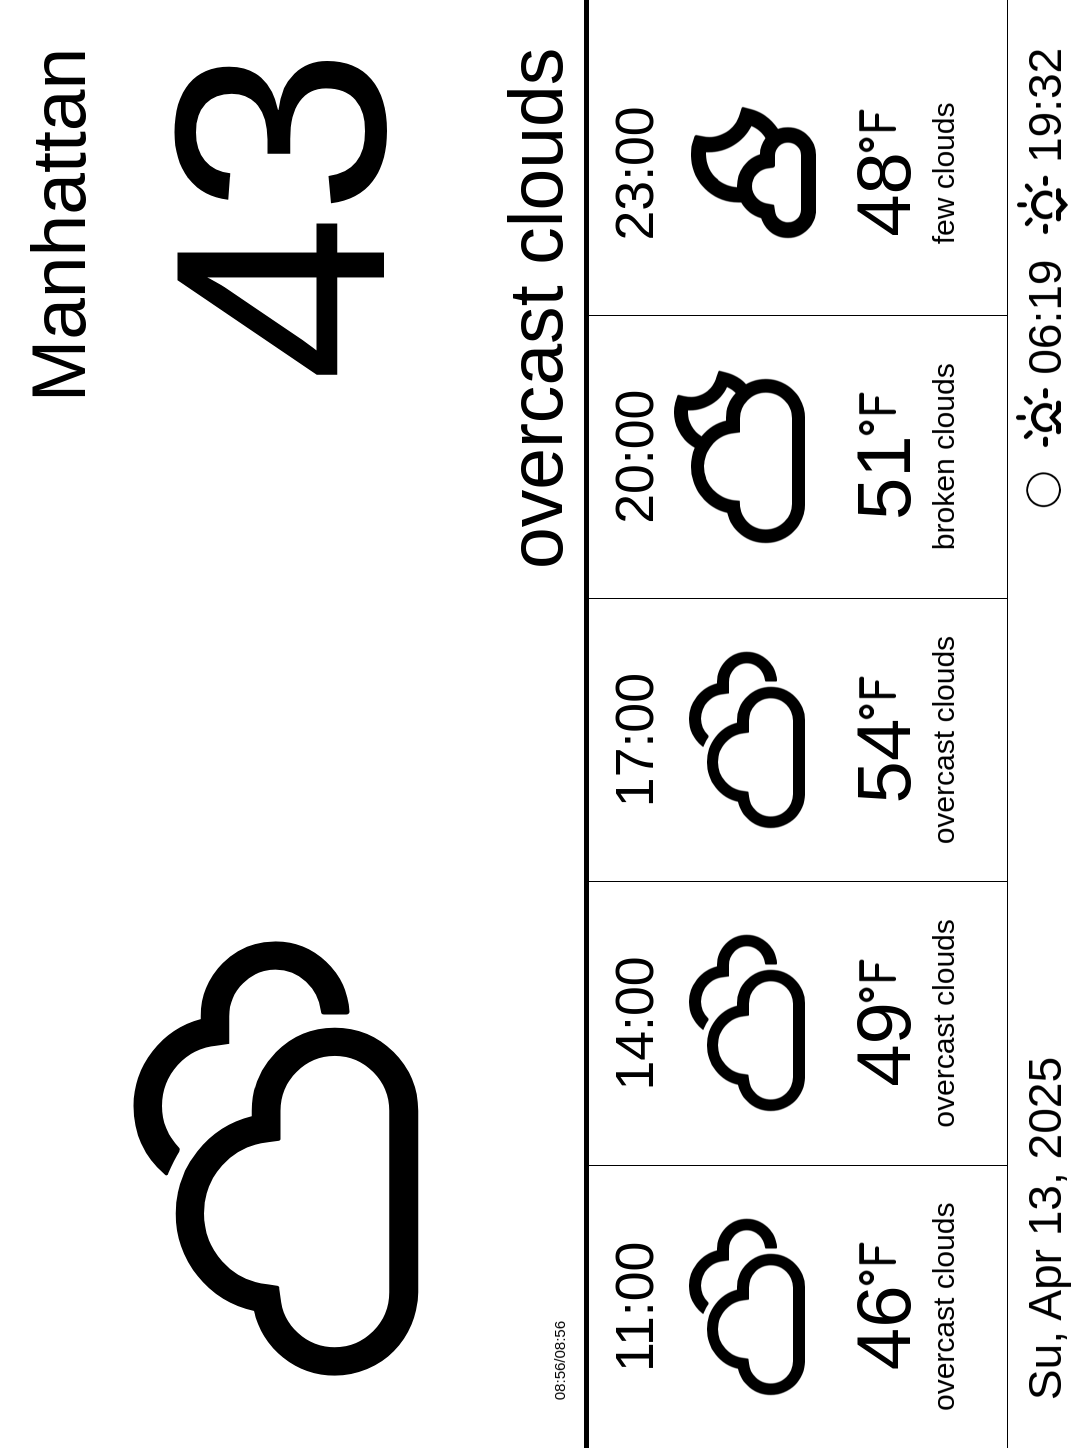 Manhattan
43
overcast clouds
08:56/08:56
11:00
46°F
overcast clouds
14:00
49°F
overcast clouds
17:00
54°F
overcast clouds
20:00
51°F
broken clouds
23:00
48°F
few clouds
Su, Apr 13, 2025
06:19
19:32